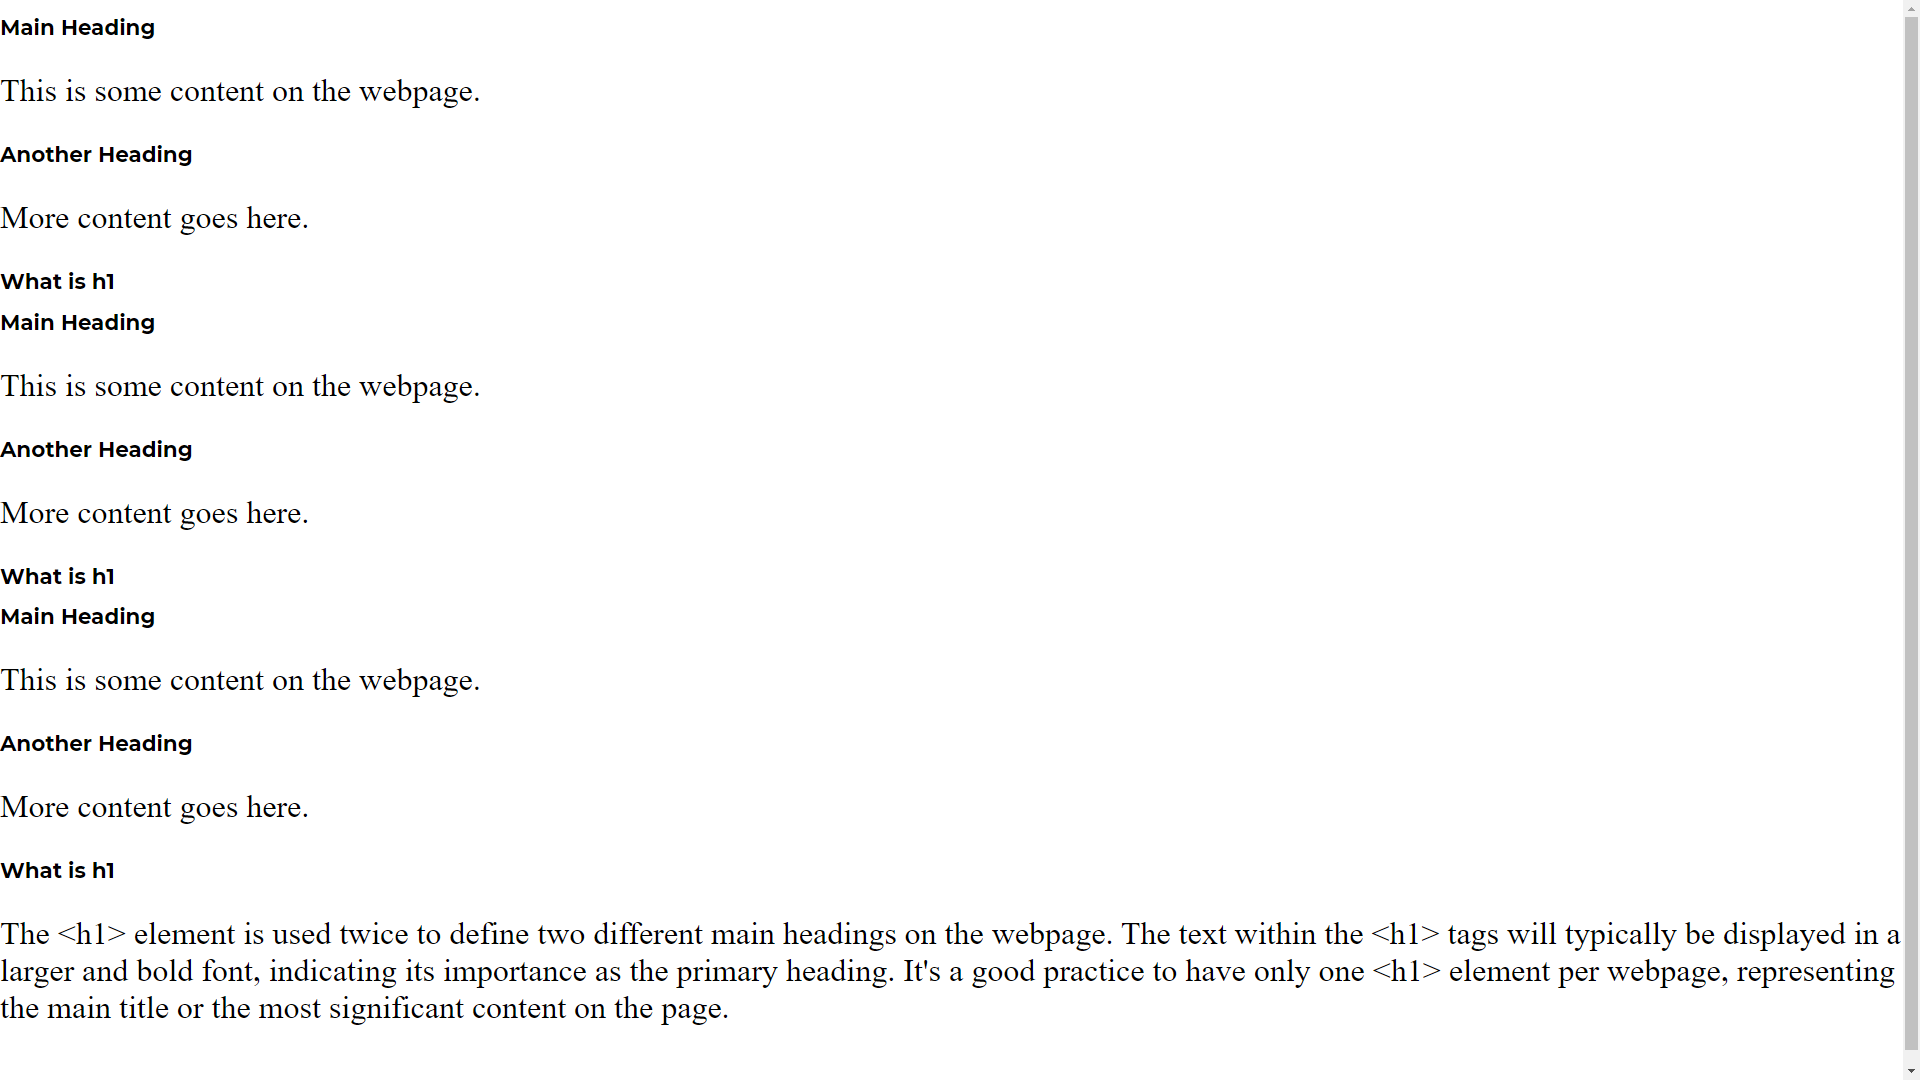 Main Heading
This is some content on the webpage.
Another Heading
More content goes here.
What is h1
Main Heading
This is some content on the webpage.
Another Heading
More content goes here.
What is h1
Main Heading
This is some content on the webpage.
Another Heading
More content goes here.
What is h1
The <h1> element is used twice to define two different main headings on the webpage. The text within the <h1> tags will typically be displayed in a
larger and bold font, indicating its importance as the primary heading. It's a good practice to have only one <h1> element per webpage, representing
the main title or the most significant content on the page.